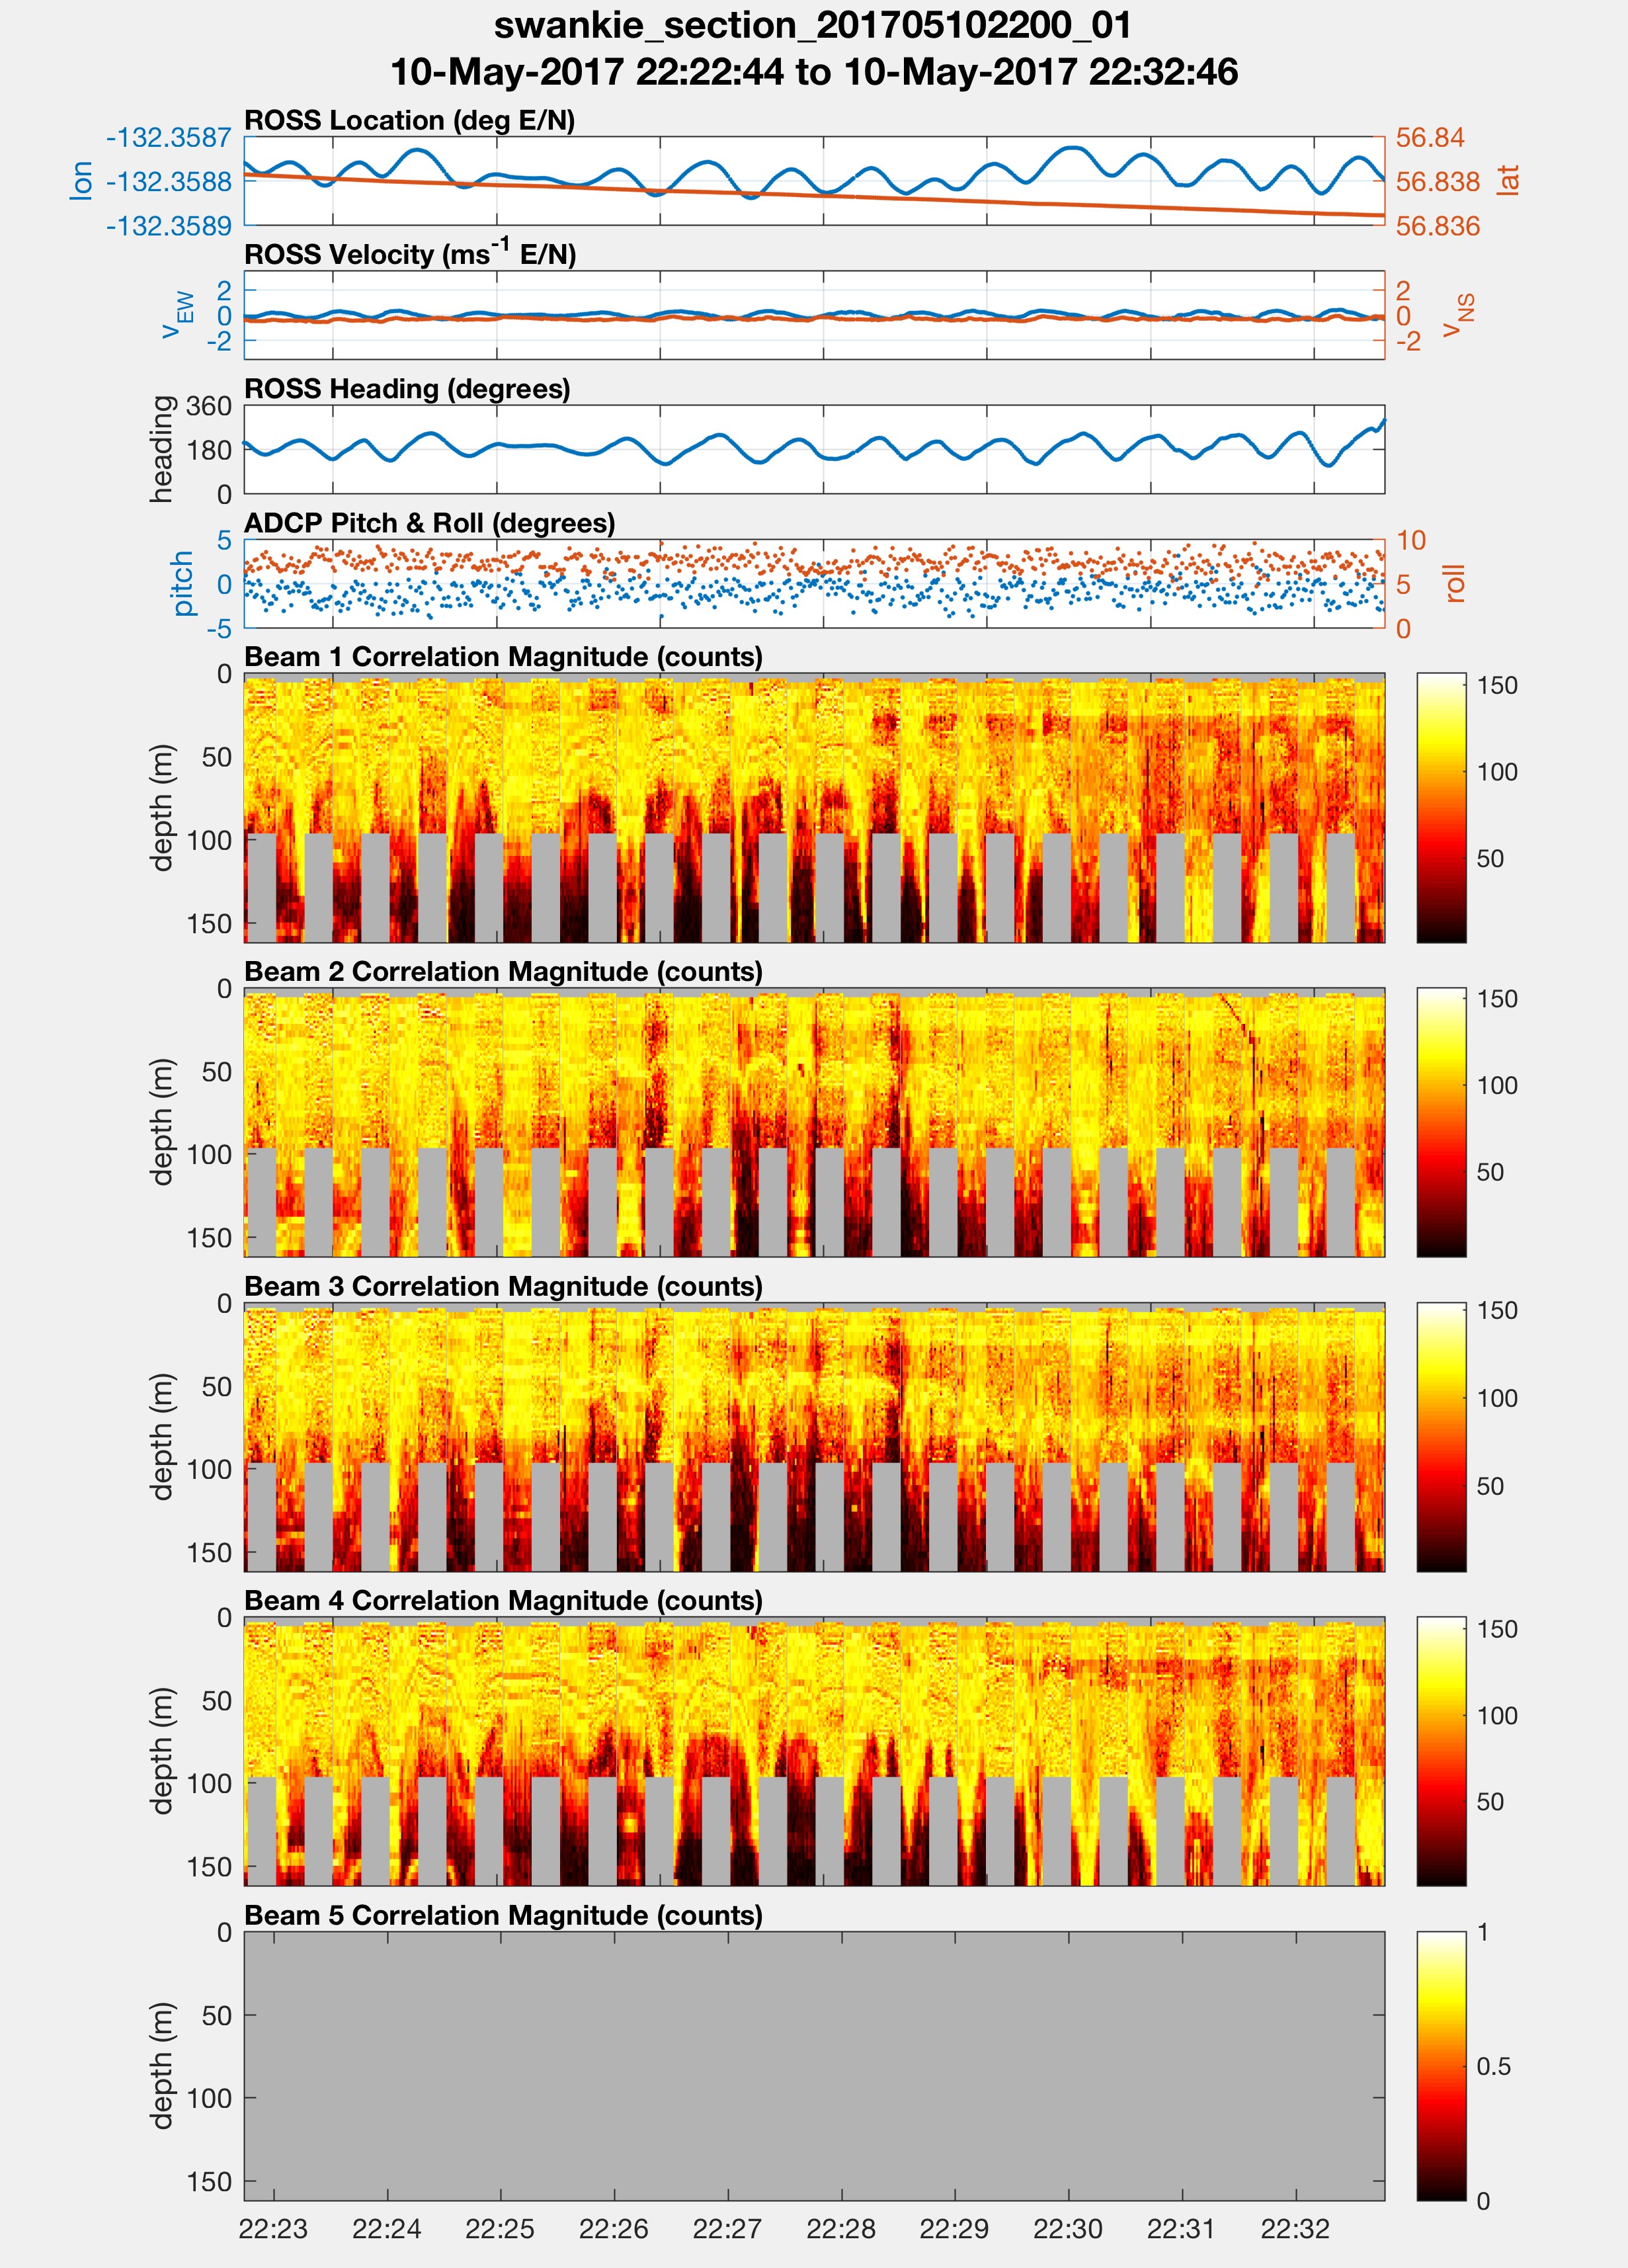 swankie_section_201705102200_01
10-May-2017 22:22:44 to 10-May-2017 22:32:46
ROSS Location (deg E/N)
-132.3587
-132.3588
-132.3589
lon
56.84
56.838
56.836
lat
ROSS Velocity (ms-1 E/N)
2
0
-2
vEW
2
0
-2
vNS
ROSS Heading (degrees)
360
180
0
heading
ADCP Pitch & Roll (degrees)
5
0
-5
pitch
10
5
0
roll
Beam 1 Correlation Magnitude (counts)
0
50
100
150
depth (m)
150
100
50
Beam 2 Correlation Magnitude (counts)
0
50
100
150
depth (m)
150
100
50
Beam 3 Correlation Magnitude (counts)
0
50
100
150
depth (m)
150
100
50
Beam 4 Correlation Magnitude (counts)
0
50
100
150
depth (m)
150
100
50
Beam 5 Correlation Magnitude (counts)
0
50
100
150
depth (m)
1
0.5
0
22:23 22:24 22:25 22:26 22:27 22:28 22:29 22:30 22:31 22:32